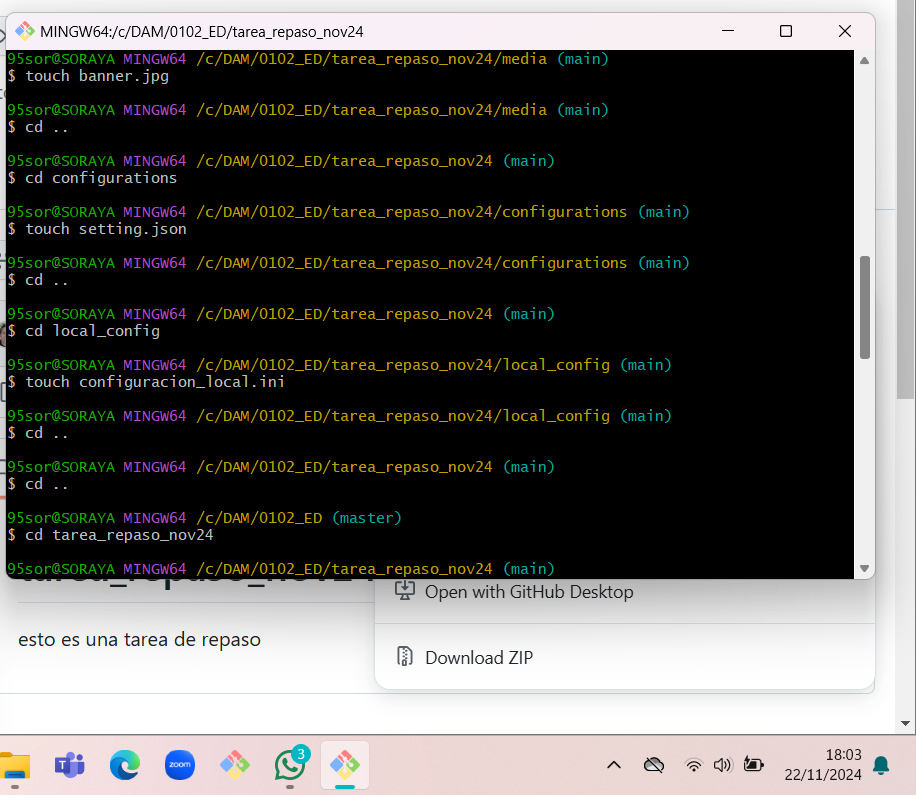 MINGW64:/c/DAM/0102_ED/tarea_repaso_nov24
95sor@SORAYA MINGW64 /c/DAM/0102_ED/tarea_repaso_nov24/media (main)
$ touch banner.jpg
95sor@SORAYA MINGW64 /c/DAM/0102_ED/tarea_repaso_nov24/media (main)
$ cd ..
95sor@SORAYA MINGW64 /c/DAM/0102_ED/tarea_repaso_nov24 (main)
$ cd configurations
95sor@SORAYA MINGW64 /c/DAM/0102_ED/tarea_repaso_nov24/configurations (main)
$ touch setting.json
95sor@SORAYA MINGW64 /c/DAM/0102_ED/tarea_repaso_nov24/configurations (main)
$ cd ..
95sor@SORAYA MINGW64 /c/DAM/0102_ED/tarea_repaso_nov24 (main)
$ cd local_config
95sor@SORAYA MINGW64 /c/DAM/0102_ED/tarea_repaso_nov24/local_config (main)
$ touch configuracion_local.ini
95sor@SORAYA MINGW64 /c/DAM/0102_ED/tarea_repaso_nov24/local_config (main)
$ cd ..
95sor@SORAYA MINGW64 /c/DAM/0102_ED/tarea_repaso_nov24 (main)
$ cd ..
95sor@SORAYA MINGW64 /c/DAM/0102_ED (master)
$ cd tarea_repaso_nov24
95sor@SORAYA MINGW64 /c/DAM/0102_ED/tarea_repaso_nov24 (main)
Open with GitHub Desktop
esto es una tarea de repaso
Download ZIP
zoom
3
18:03
22/11/2024